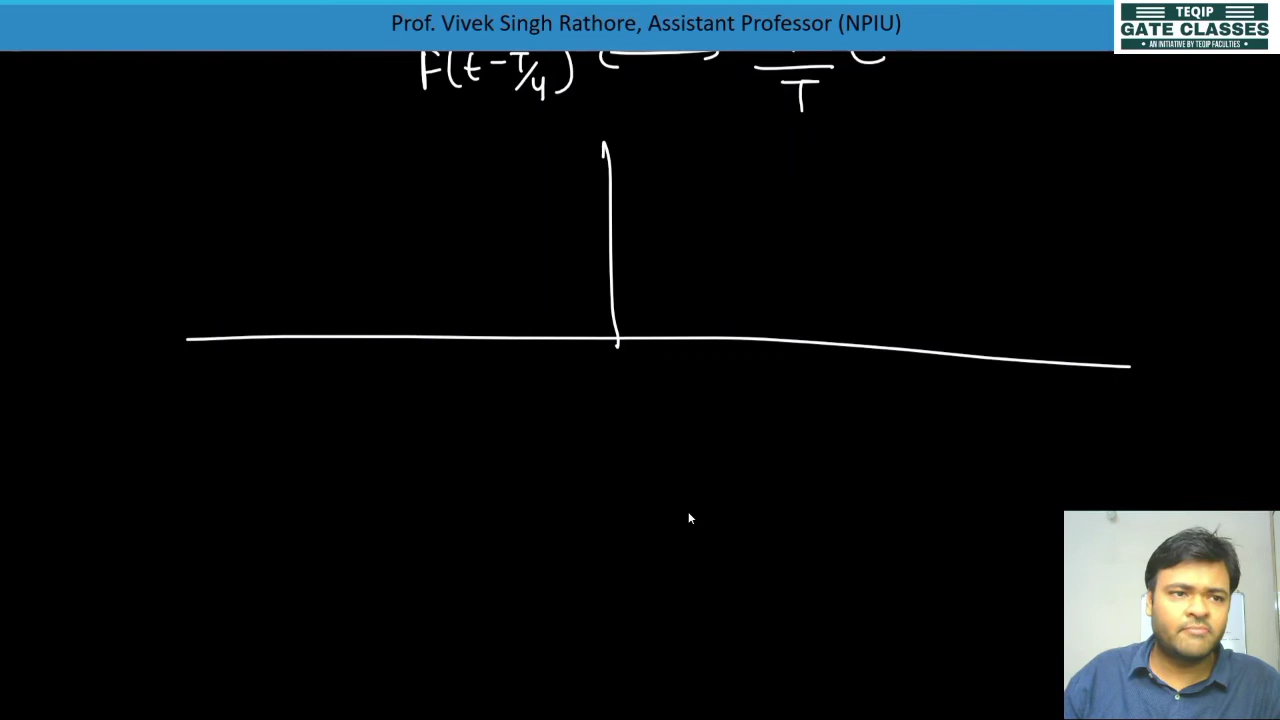 Prof. Vivek Singh Rathore, Assistant Professor (NPIU)
TEQIP
GATE CLASSES
• AN INITIATIVE BY TEQIP FACULTIES •
F(t-T/4)
T